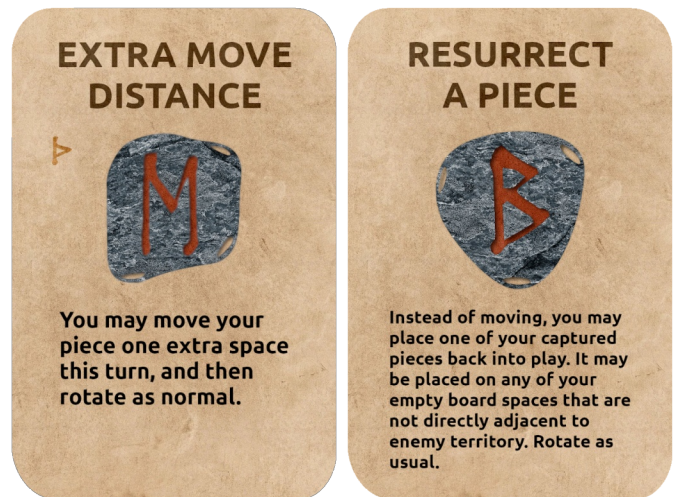 EXTRA MOVE
DISTANCE
ᛖ
You may move your
piece one extra space
this turn, and then
rotate as normal.
RESURRECT
A PIECE
ᛒ
Instead of moving, you may
place one of your captured
pieces back into play. It may
be placed on any of your
empty board spaces that are
not directly adjacent to
enemy territory. Rotate as
usual.